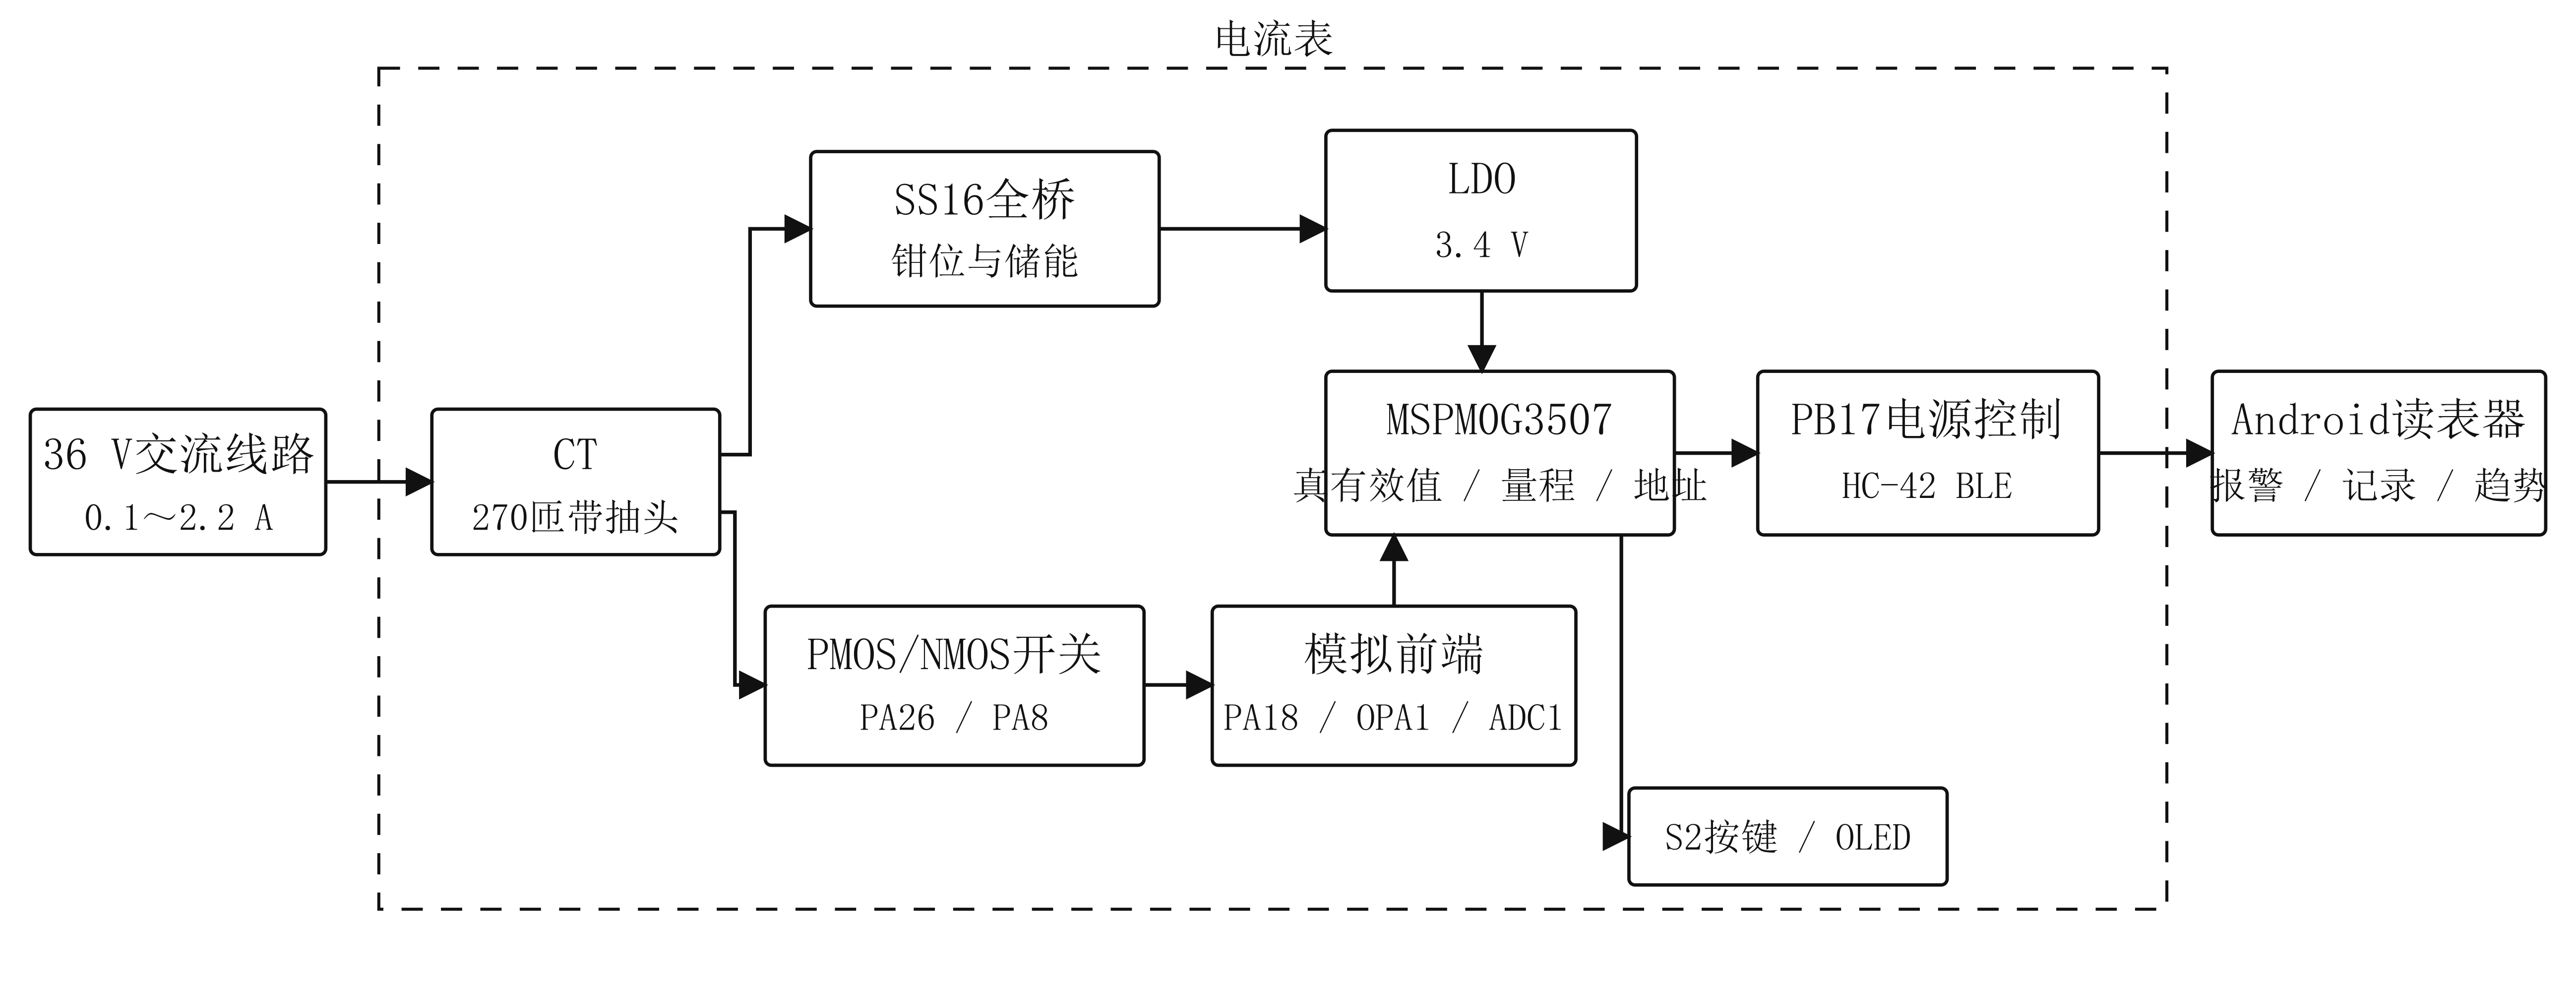 电流表
SS16全桥
钳位与储能
LDO
3.4 V
36 V交流线路
0.1～2.2 A
CT
270匝带抽头
MSPM0G3507
真有效值 / 量程 / 地址
PB17电源控制
HC-42 BLE
Android读表器
报警 / 记录 / 趋势
PMOS/NMOS开关
PA26 / PA8
模拟前端
PA18 / OPA1 / ADC1
S2按键 / OLED